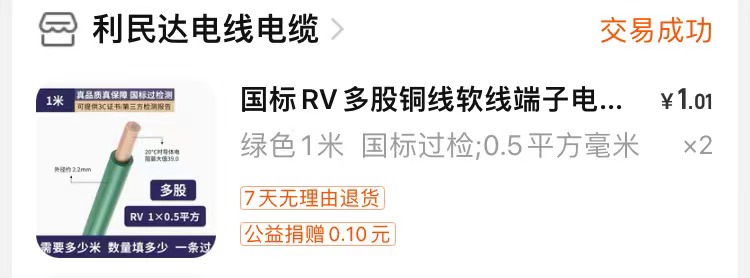 利民达电线电缆
交易成功
1米 真品质真保障 国标过检测
可提供3C证书/第三方检测报告
20℃时导体电
阻最大值39.0
外径约2.2mm
多股
RV 1×0.5平方
需要多少米 数量填多少 一条过
国标RV多股铜线软线端子电... ¥1.01
绿色1米 国标过检;0.5平方毫米 ×2
7天无理由退货
公益捐赠0.10元